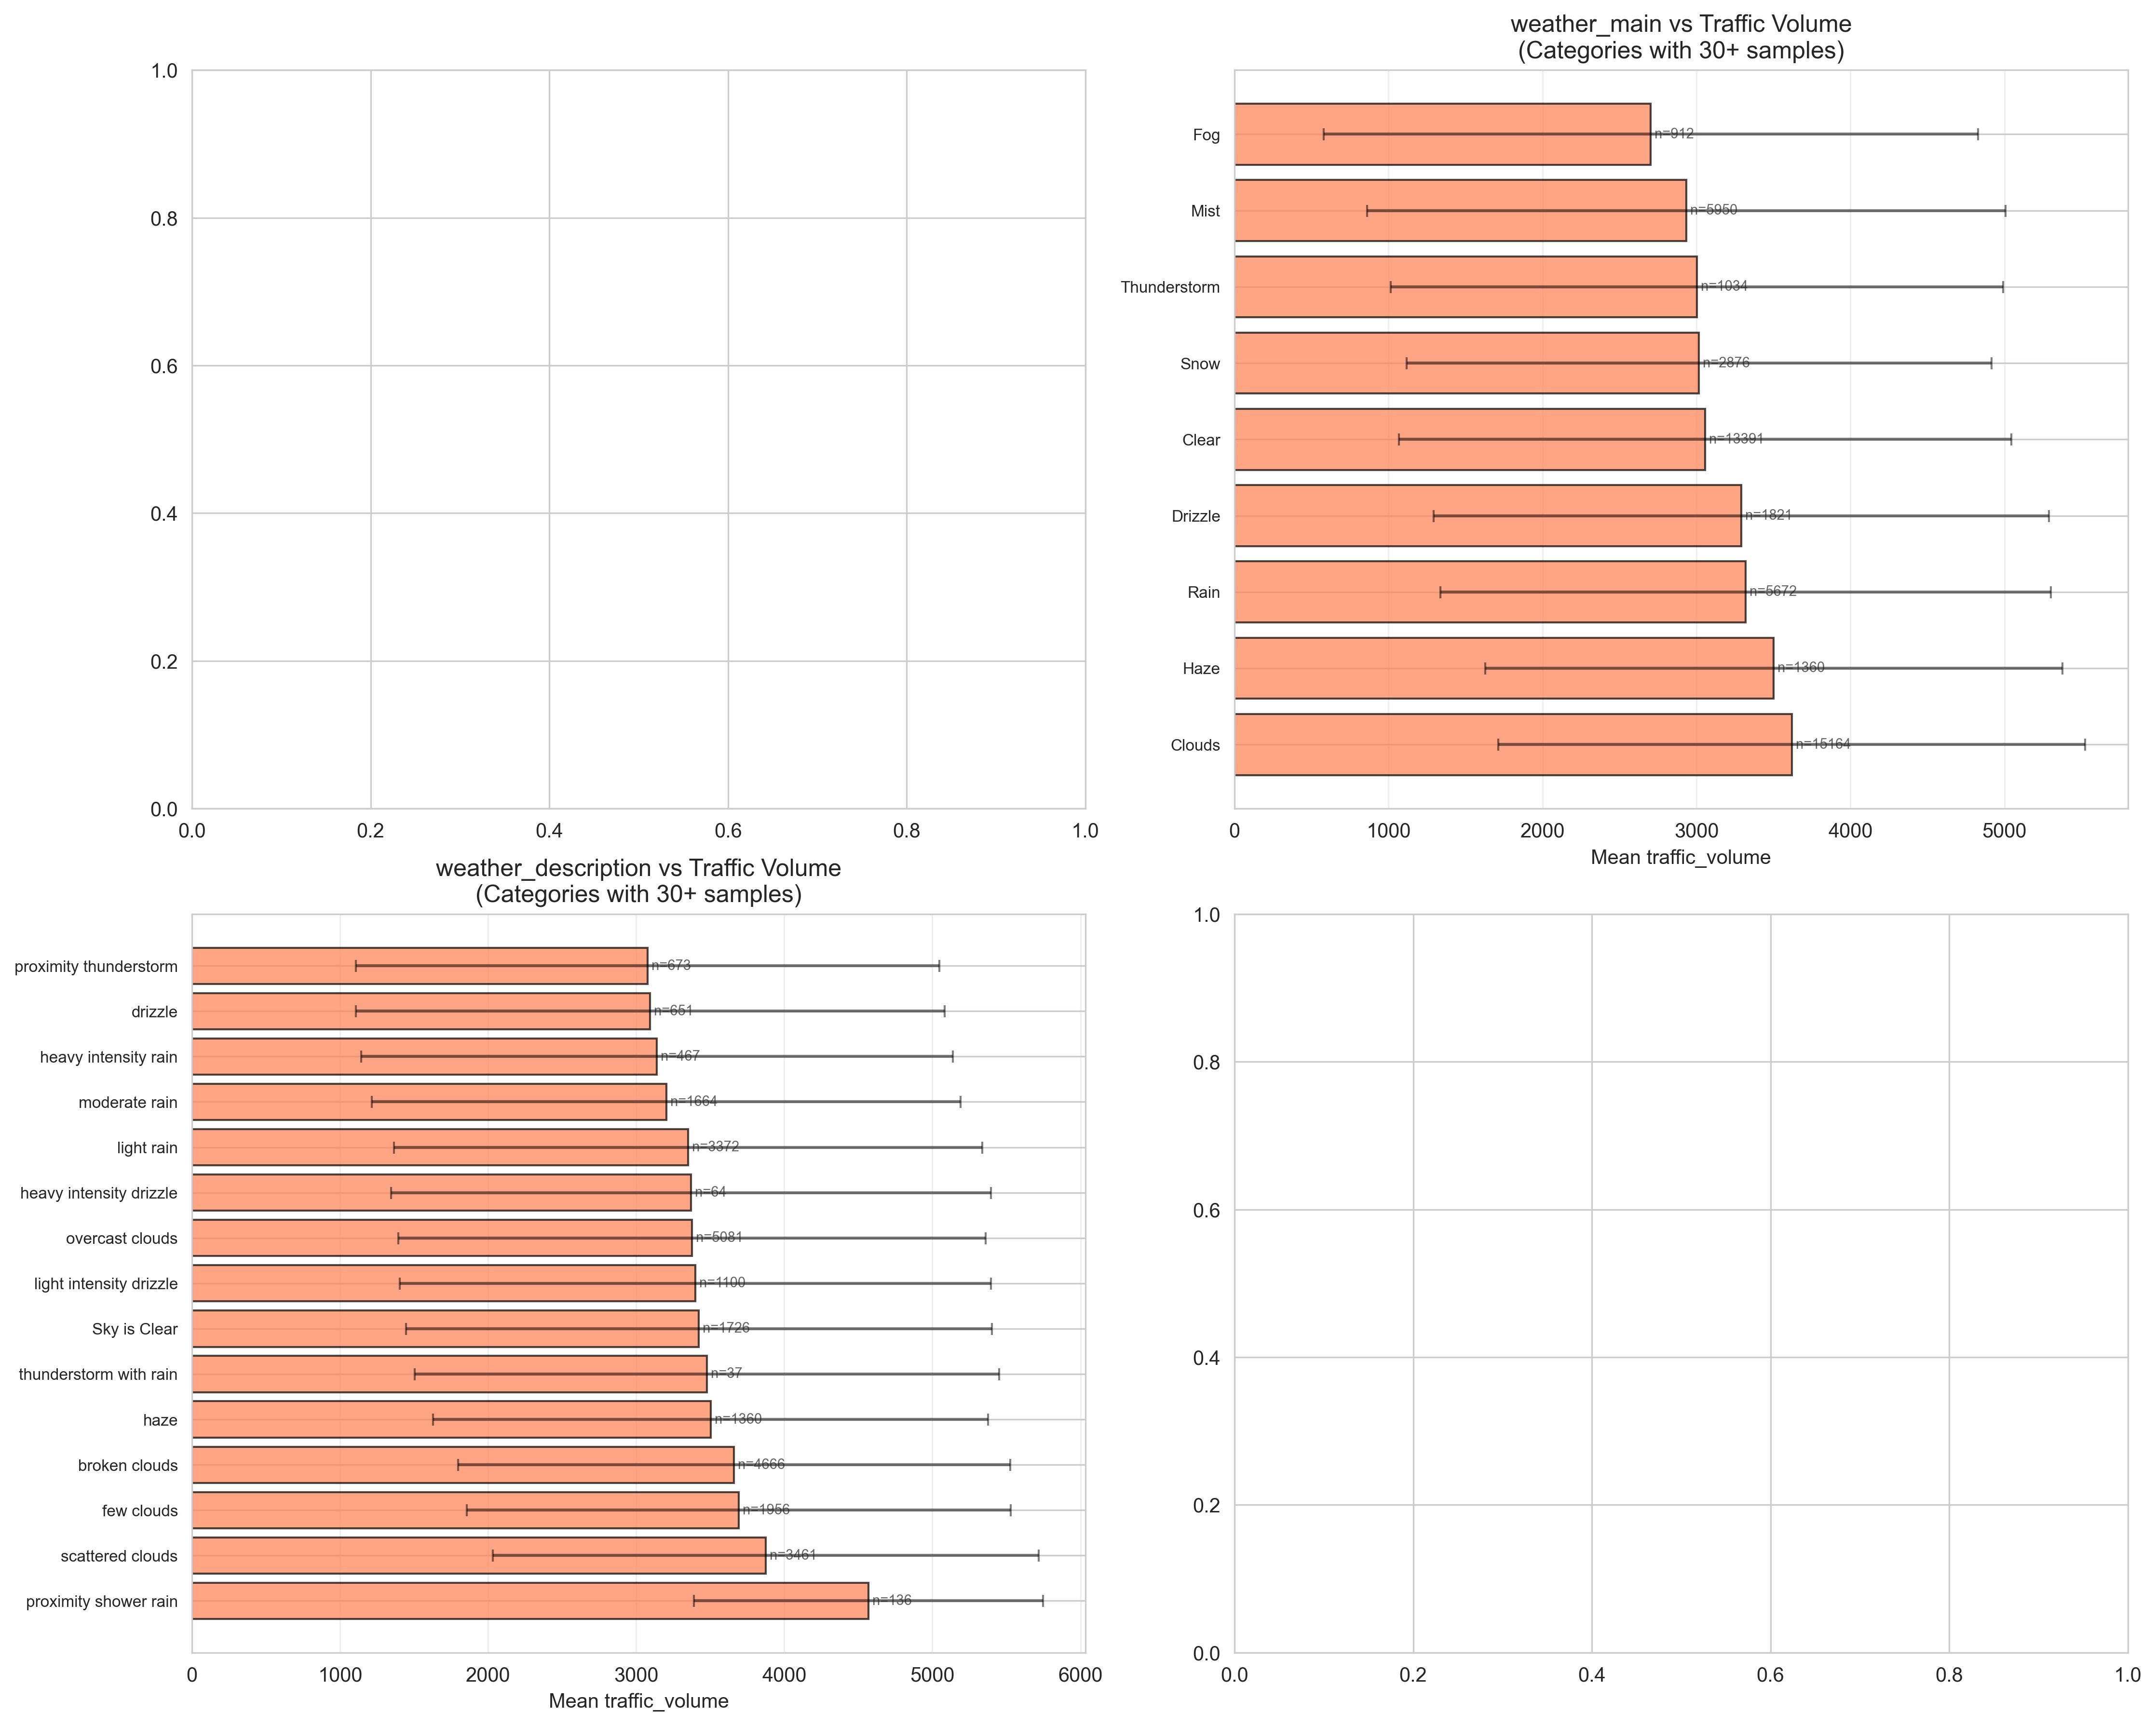 1.0
0.8
0.6
0.4
0.2
0.0
0.0 0.2 0.4 0.6 0.8 1.0
weather_main vs Traffic Volume
(Categories with 30+ samples)
Fog n=912
Mist n=5950
Thunderstorm n=1034
Snow n=2876
Clear n=13391
Drizzle n=1821
Rain n=5672
Haze n=1360
Clouds n=15164
0 1000 2000 3000 4000 5000
Mean traffic_volume
weather_description vs Traffic Volume
(Categories with 30+ samples)
proximity thunderstorm n=673
drizzle n=651
heavy intensity rain n=467
moderate rain n=1664
light rain n=3372
heavy intensity drizzle n=64
overcast clouds n=5081
light intensity drizzle n=1100
Sky is Clear n=1726
thunderstorm with rain n=37
haze n=1360
broken clouds n=4666
few clouds n=1956
scattered clouds n=3461
proximity shower rain n=136
0 1000 2000 3000 4000 5000 6000
Mean traffic_volume
1.0
0.8
0.6
0.4
0.2
0.0
0.0 0.2 0.4 0.6 0.8 1.0